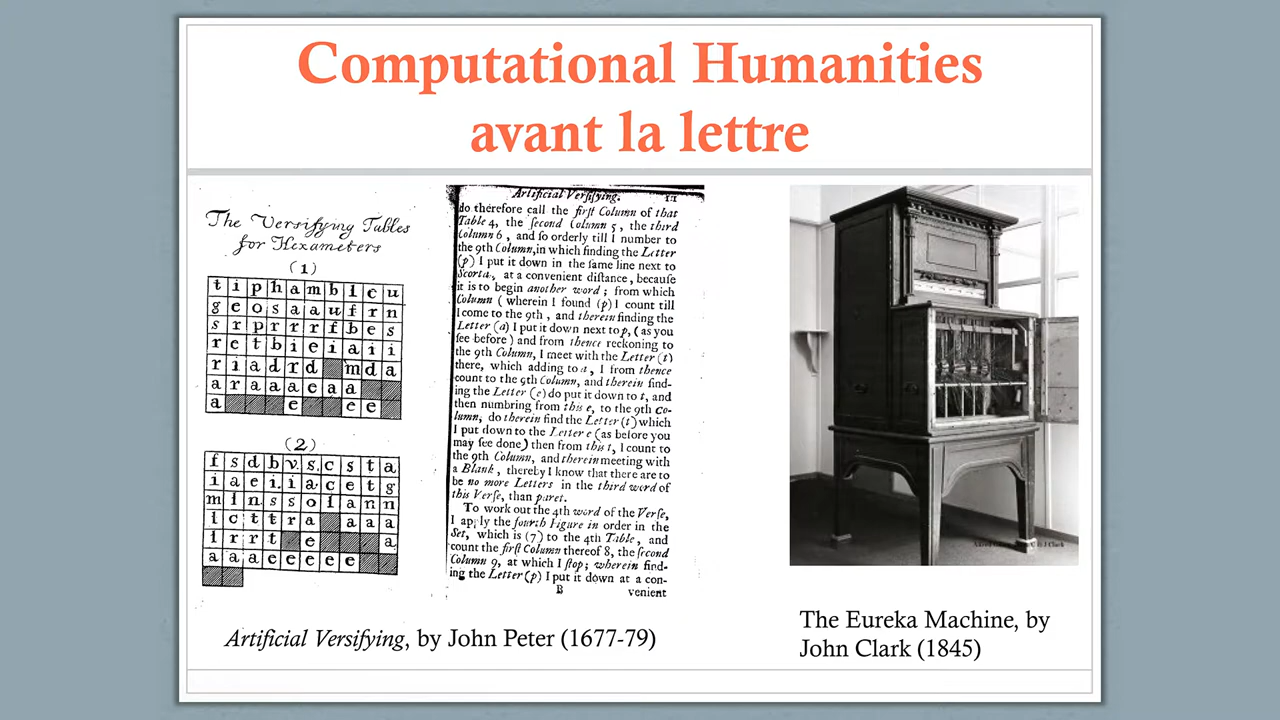 Computational Humanities
avant la lettre
The Versifying Tables
for Hexameters
(1)
t i p h a m b l c u
g e o s a a u f r n
s r p r r r f b e s
r e t b i e i a i i
r i a d r d m d a
a r a a a e a a
a e e e
(2)
f s d b v s c s t a
i a e i i a c e t g
m l n s s o l a n n
l c t t r a a a a
i r r t e a
a a a e e e e e
Artificial Versifying. 11
do therefore call the first Column of that
Table 4, the second Column 5, the third
Column 6, and so orderly till I number to
the 9th Column, in which finding the Letter
(p) I put it down in the same line next to
Scorta, at a convenient distance, because
it is to begin another word; from which
Column (wherein I found (p) I count till
I come to the 9th, and therein finding the
Letter (a) I put it down next to p, (as you
see before) and from thence reckoning to
the 9th Column, I meet with the Letter (t)
there, which adding to a, I from thence
count to the 9th Column, and therein find-
ing the Letter (e) do put it down to t, and
then numbring from this e, to the 9th Co-
lumn, do therein find the Letter (t) which
I put down to the Letter e (as before you
may see done) then from this t, I count to
the 9th Column, and therein meeting with
a Blank, thereby I know that there are to
be no more Letters in the third word of
this Verse, than patet.
To work out the 4th word of the Verse,
I apply the fourth Figure in order in the
Set, which is (7) to the 4th Table, and
count the first Column thereof 8, the second
Column 9, at which I stop; wherein find-
ing the Letter (p) I put it down at a con-
B venient
Artificial Versifying, by John Peter (1677-79)
The Eureka Machine, by
John Clark (1845)